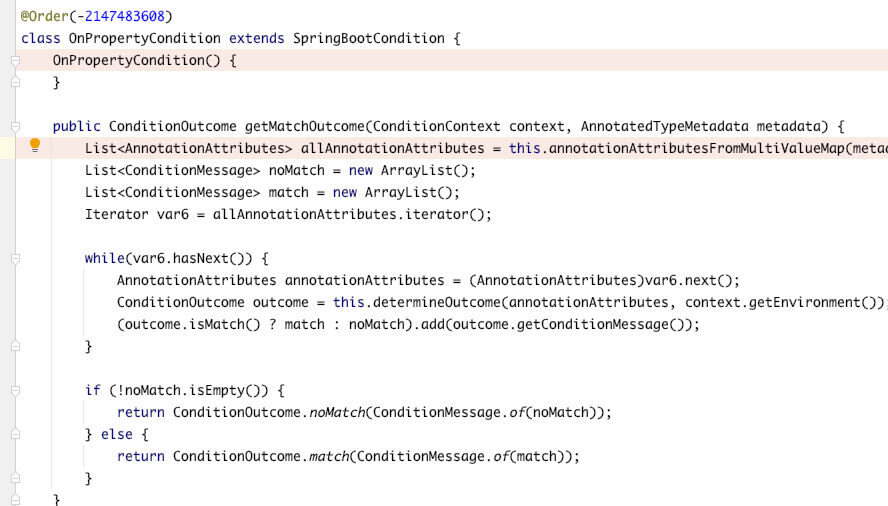 @Order(-2147483608)
class OnPropertyCondition extends SpringBootCondition {
    OnPropertyCondition() {
    }

    public ConditionOutcome getMatchOutcome(ConditionContext context, AnnotatedTypeMetadata metadata) {
        List<AnnotationAttributes> allAnnotationAttributes = this.annotationAttributesFromMultiValueMap(metad
        List<ConditionMessage> noMatch = new ArrayList();
        List<ConditionMessage> match = new ArrayList();
        Iterator var6 = allAnnotationAttributes.iterator();

        while(var6.hasNext()) {
            AnnotationAttributes annotationAttributes = (AnnotationAttributes)var6.next();
            ConditionOutcome outcome = this.determineOutcome(annotationAttributes, context.getEnvironment());
            (outcome.isMatch() ? match : noMatch).add(outcome.getConditionMessage());
        }

        if (!noMatch.isEmpty()) {
            return ConditionOutcome.noMatch(ConditionMessage.of(noMatch));
        } else {
            return ConditionOutcome.match(ConditionMessage.of(match));
        }
    }